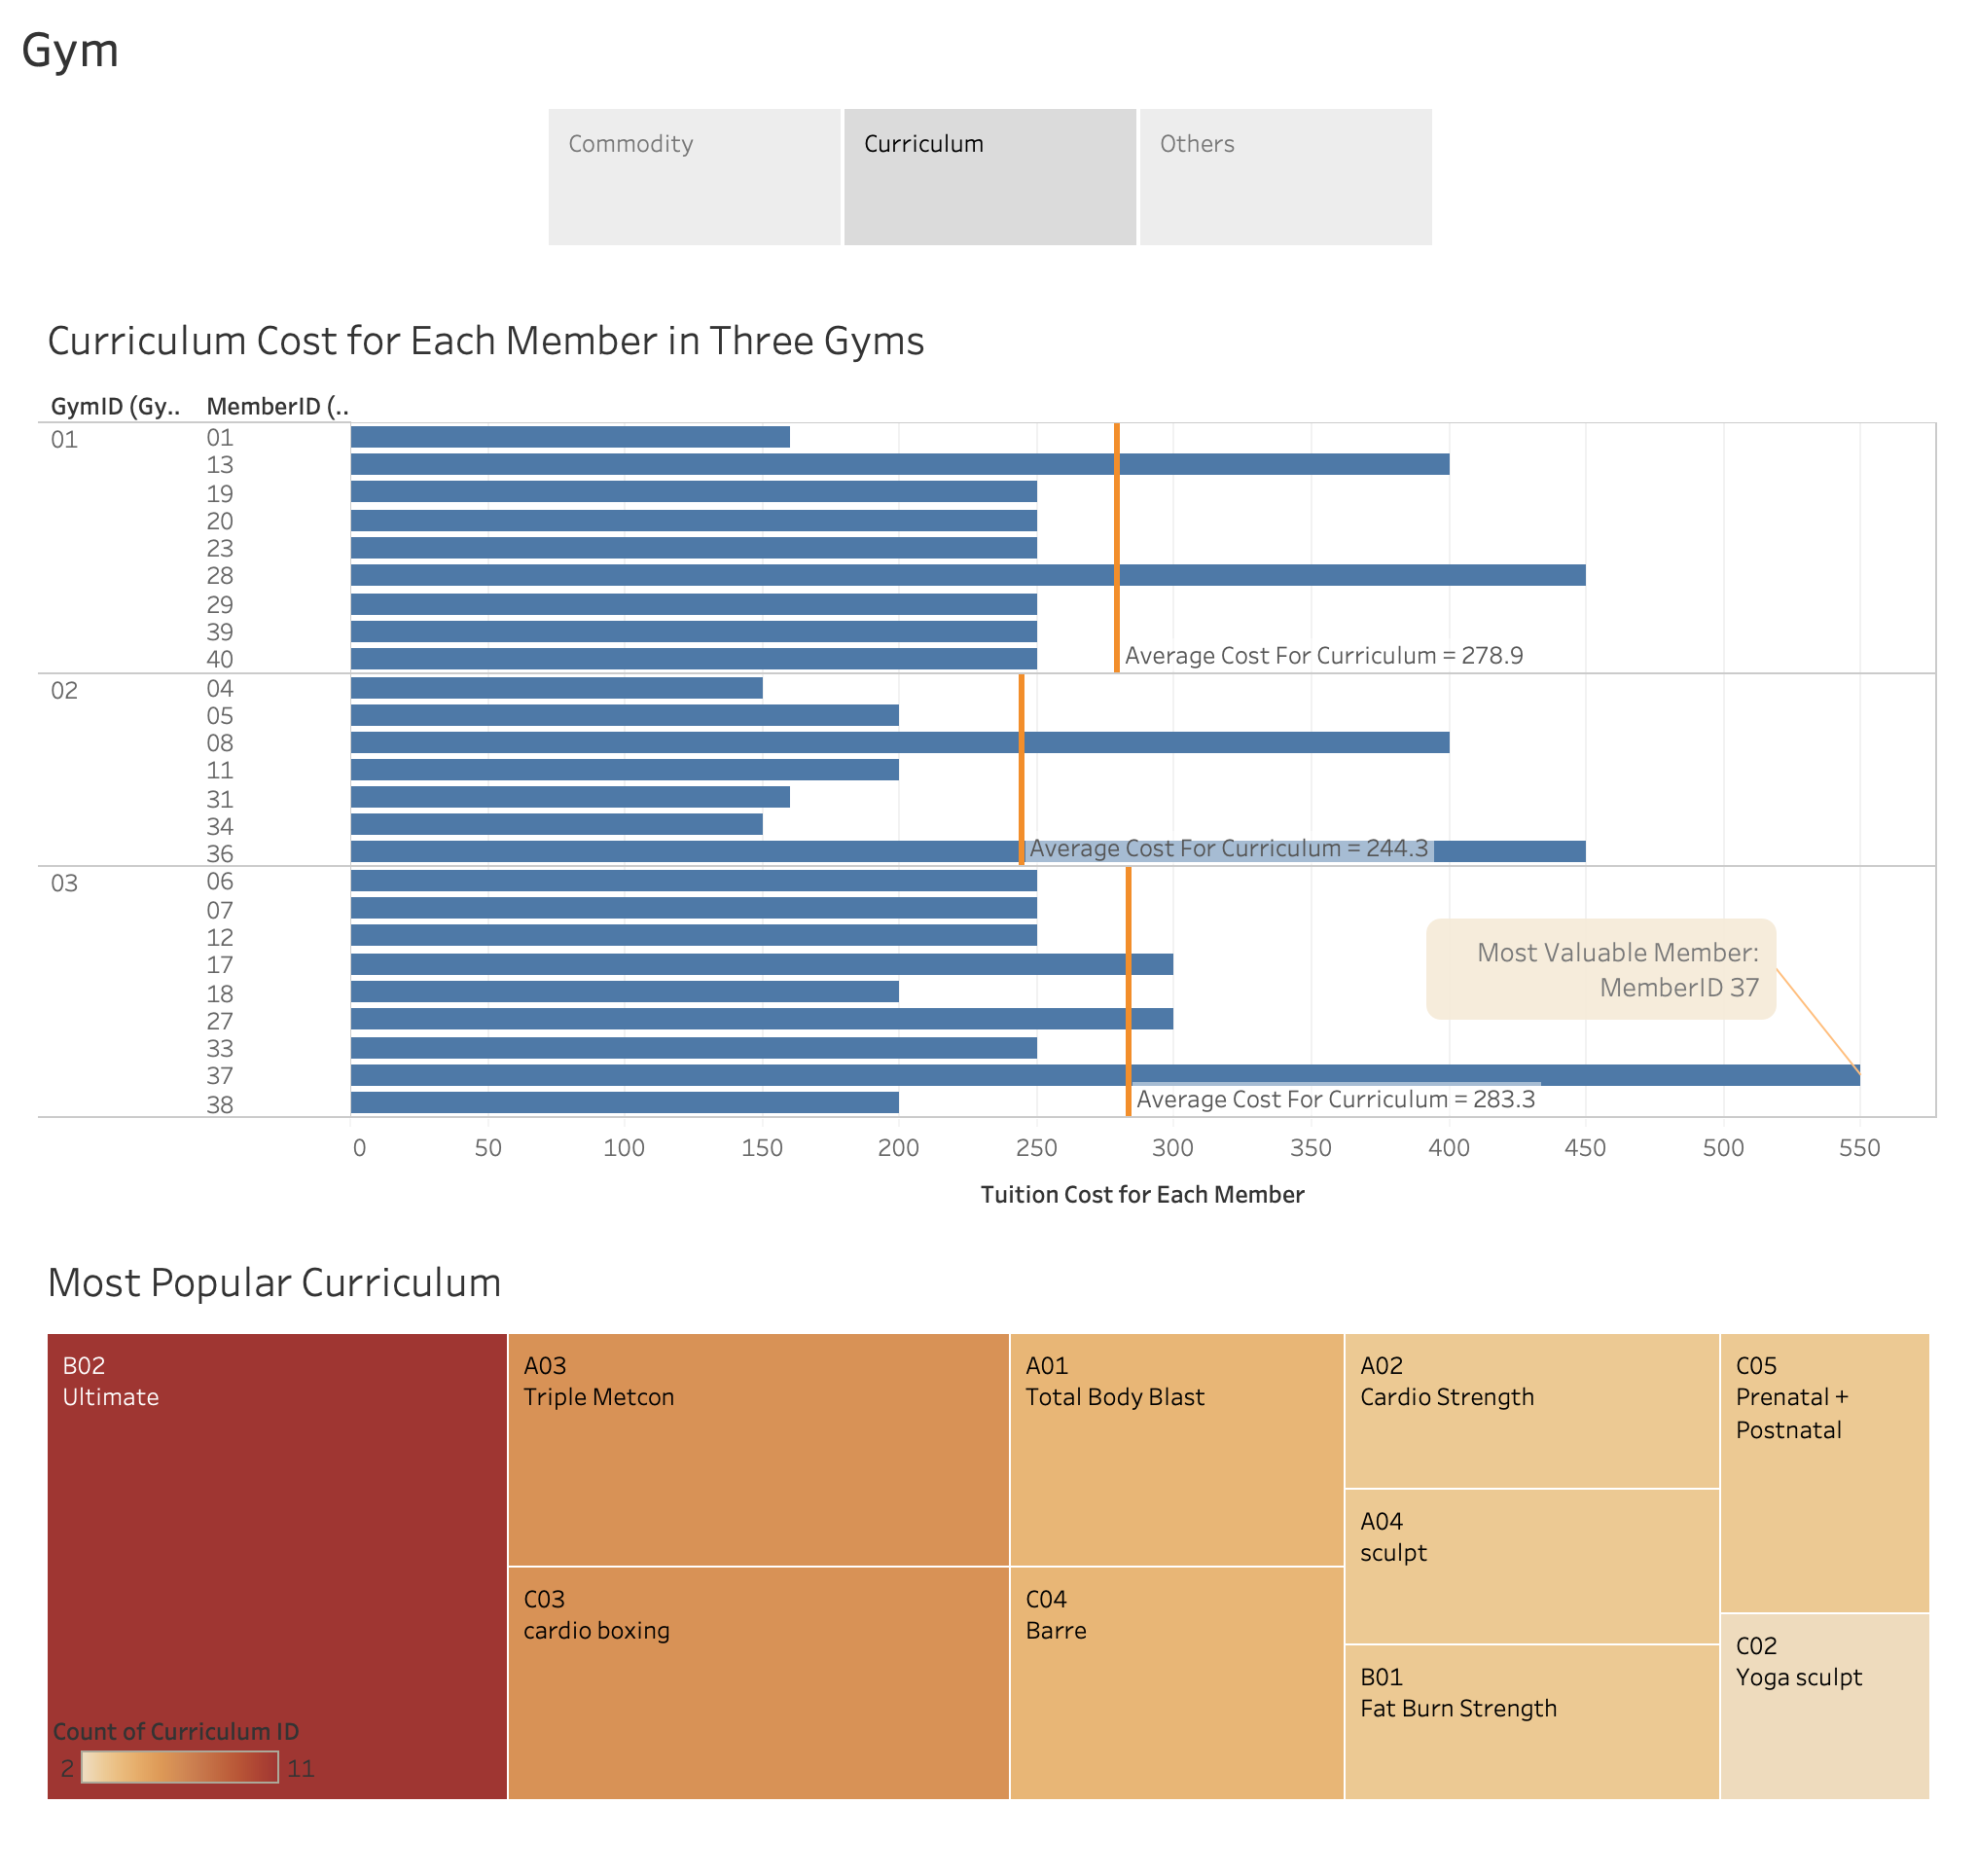 Gym
Commodity Curriculum Others
Curriculum Cost for Each Member in Three Gyms
GymID (Gy.. MemberID (..
01 01
13
19
20
23
28
29
39
40
Average Cost For Curriculum = 278.9
02 04
05
08
11
31
34
36
Average Cost For Curriculum = 244.3
03 06
07
12
17
18
27
33
37
38
Most Valuable Member:
MemberID 37
Average Cost For Curriculum = 283.3
0 50 100 150 200 250 300 350 400 450 500 550
Tuition Cost for Each Member
Most Popular Curriculum
B02
Ultimate
Count of Curriculum ID
2 11
A03
Triple Metcon
C03
cardio boxing
A01
Total Body Blast
C04
Barre
A02
Cardio Strength
A04
sculpt
B01
Fat Burn Strength
C05
Prenatal +
Postnatal
C02
Yoga sculpt